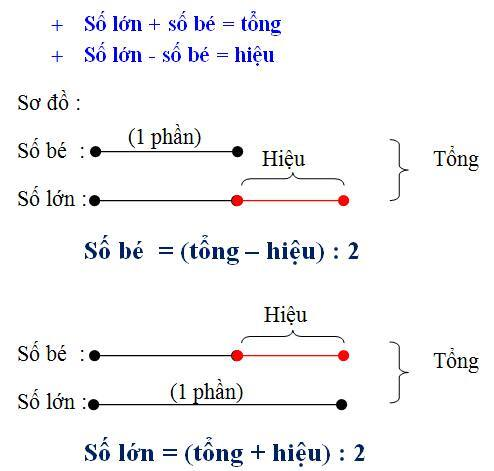 + Số lớn + số bé = tổng
+ Số lớn - số bé = hiệu
Sơ đồ :
(1 phần)
Số bé :
Hiệu
Tổng
Số lớn :
Số bé = (tổng – hiệu) : 2
Hiệu
Số bé :
Tổng
(1 phần)
Số lớn :
Số lớn = (tổng + hiệu) : 2